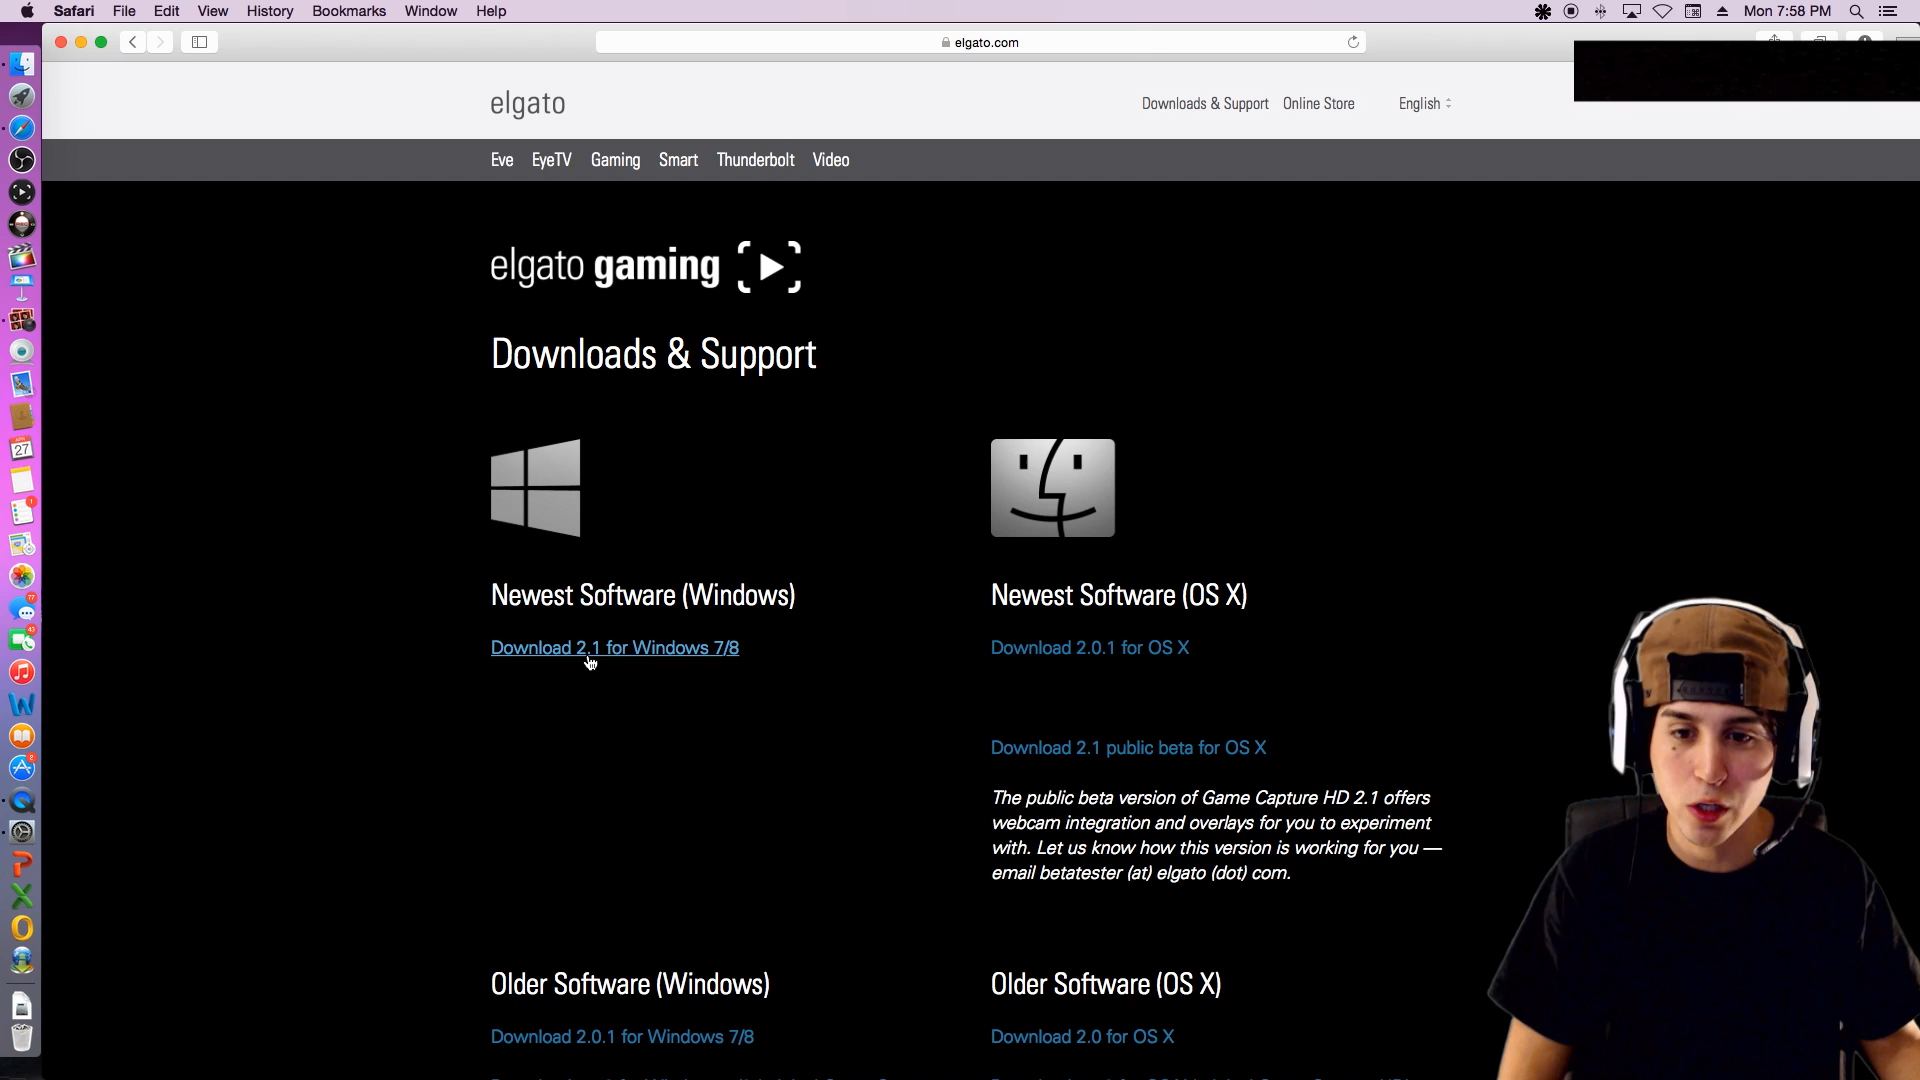 Safari File Edit View History Bookmarks Window Help Mon 7:58 PM
elgato.com
elgato Downloads & Support Online Store English
Eve EyeTV Gaming Smart Thunderbolt Video
elgato gaming
Downloads & Support
Newest Software (Windows)
Download 2.1 for Windows 7/8
Newest Software (OS X)
Download 2.0.1 for OS X
Download 2.1 public beta for OS X
The public beta version of Game Capture HD 2.1 offers
webcam integration and overlays for you to experiment
with. Let us know how this version is working for you —
email betatester (at) elgato (dot) com.
Older Software (Windows)
Download 2.0.1 for Windows 7/8
Older Software (OS X)
Download 2.0 for OS X
27
1
77
43
2